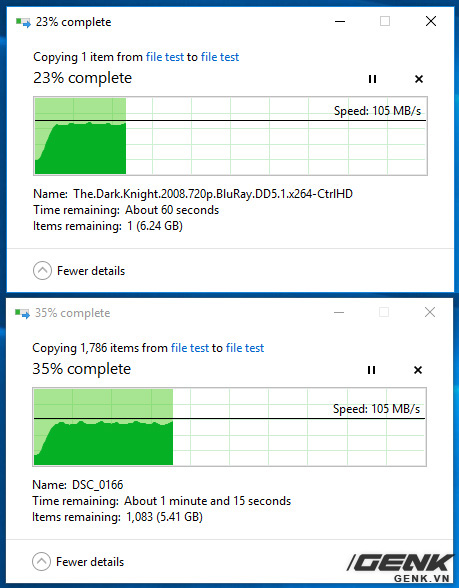 23% complete
Copying 1 item from file test to file test
23% complete
Speed: 105 MB/s
Name: The.Dark.Knight.2008.720p.BluRay.DD5.1.x264-CtrlHD
Time remaining: About 60 seconds
Items remaining: 1 (6.24 GB)
Fewer details
35% complete
Copying 1,786 items from file test to file test
35% complete
Speed: 105 MB/s
Name: DSC_0166
Time remaining: About 1 minute and 15 seconds
Items remaining: 1,083 (5.41 GB)
Fewer details
GENK
GENK.VN